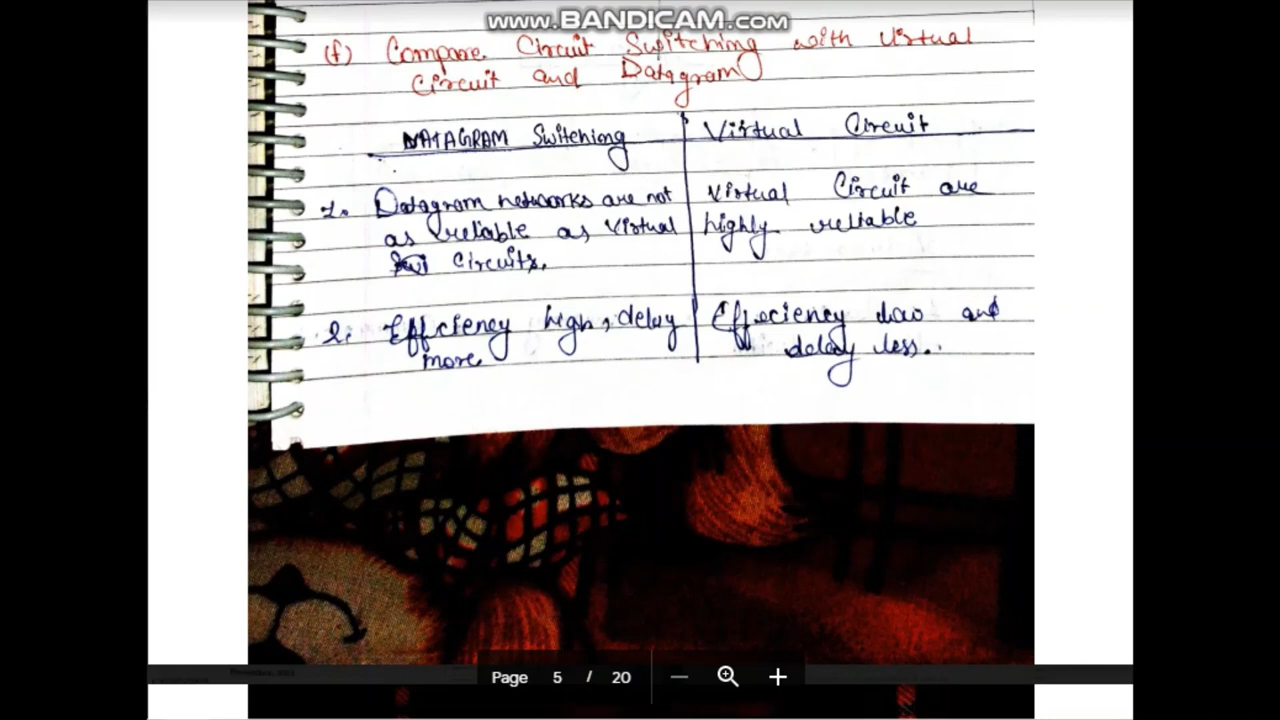 www.BANDICAM.com
(f) Compare Circuit Switching with Virtual
Circuit and Datagram
DATAGRAM Switching
Virtual Circuit
1. Datagram networks are not
as reliable as Virtual
Circuits.
Virtual Circuit are
highly reliable
2. Efficiency high, delay
more
Efficiency low and
delay less.
Page 5 / 20